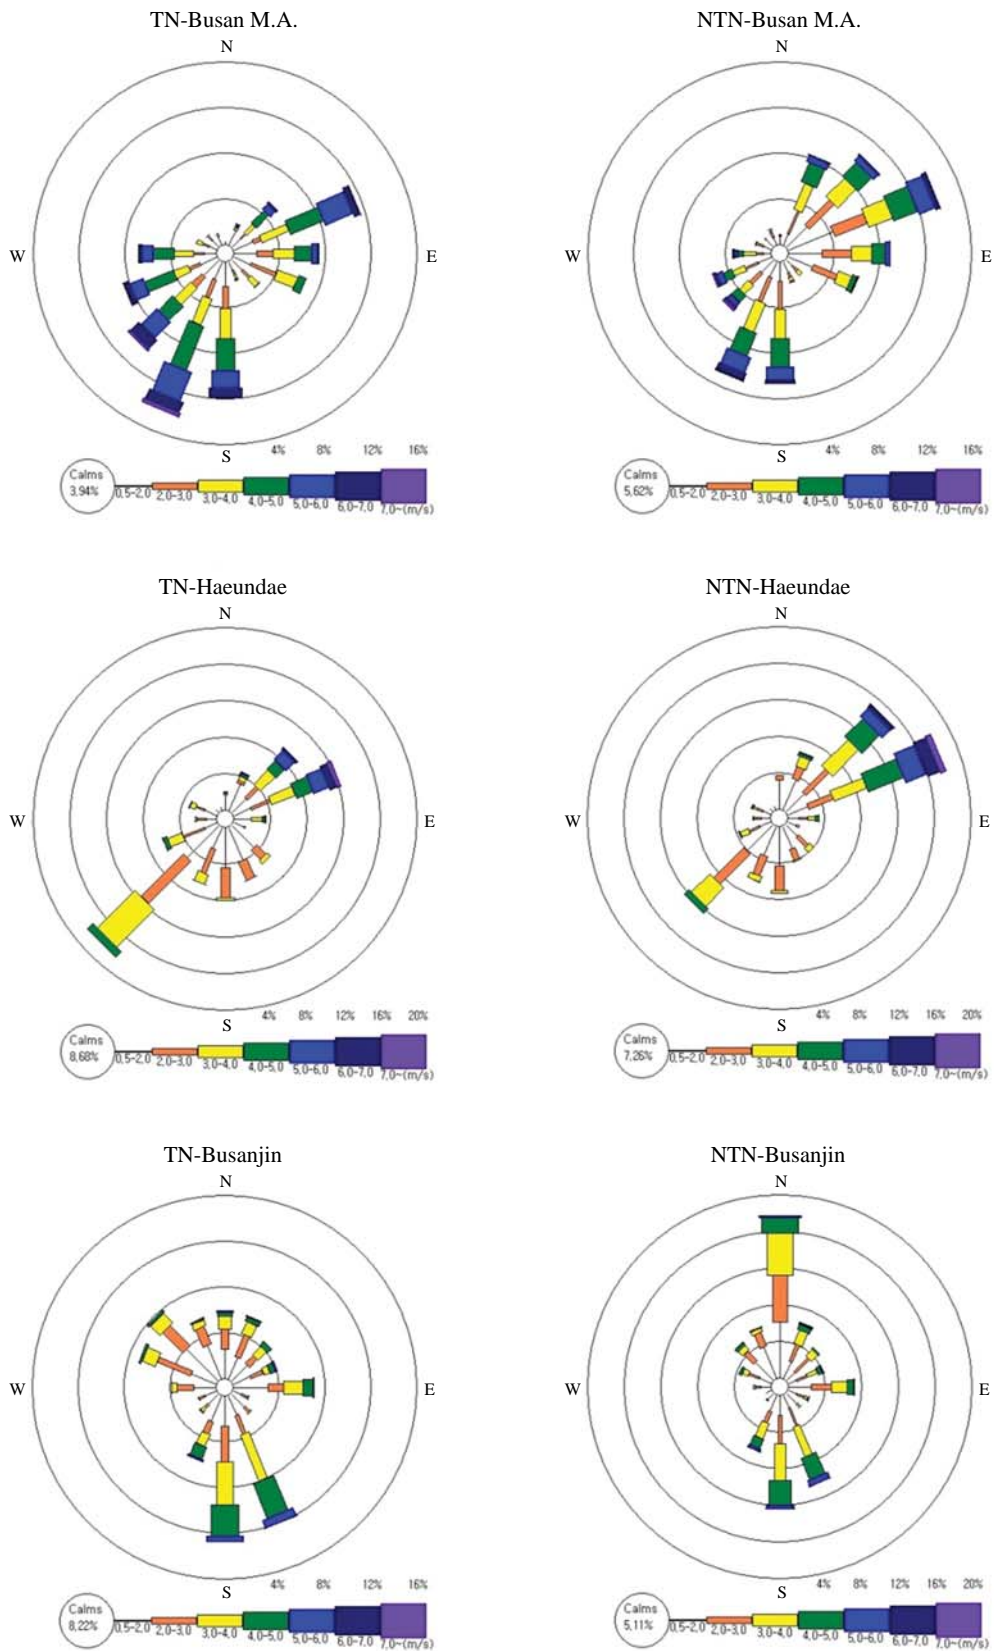 TN-Busan M.A.
N
W
E
S
4% 8% 12% 16%
Calms
3,94%
0,5-2,0 2,0-3,0 3,0-4,0 4,0-5,0 5,0-6,0 6,0-7,0 7,0~(m/s)
NTN-Busan M.A.
N
W
E
S
4% 8% 12% 16%
Calms
5,62%
0,5-2,0 2,0-3,0 3,0-4,0 4,0-5,0 5,0-6,0 6,0-7,0 7,0~(m/s)
TN-Haeundae
N
W
E
S
4% 8% 12% 16% 20%
Calms
8,68%
0,5-2,0 2,0-3,0 3,0-4,0 4,0-5,0 5,0-6,0 6,0-7,0 7,0~(m/s)
NTN-Haeundae
N
W
E
S
4% 8% 12% 16% 20%
Calms
7,26%
0,5-2,0 2,0-3,0 3,0-4,0 4,0-5,0 5,0-6,0 6,0-7,0 7,0~(m/s)
TN-Busanjin
N
W
E
S
4% 8% 12% 16%
Calms
8,22%
0,5-2,0 2,0-3,0 3,0-4,0 4,0-5,0 5,0-6,0 6,0-7,0 7,0~(m/s)
NTN-Busanjin
N
W
E
S
4% 8% 12% 16% 20%
Calms
5,11%
0,5-2,0 2,0-3,0 3,0-4,0 4,0-5,0 5,0-6,0 6,0-7,0 7,0~(m/s)